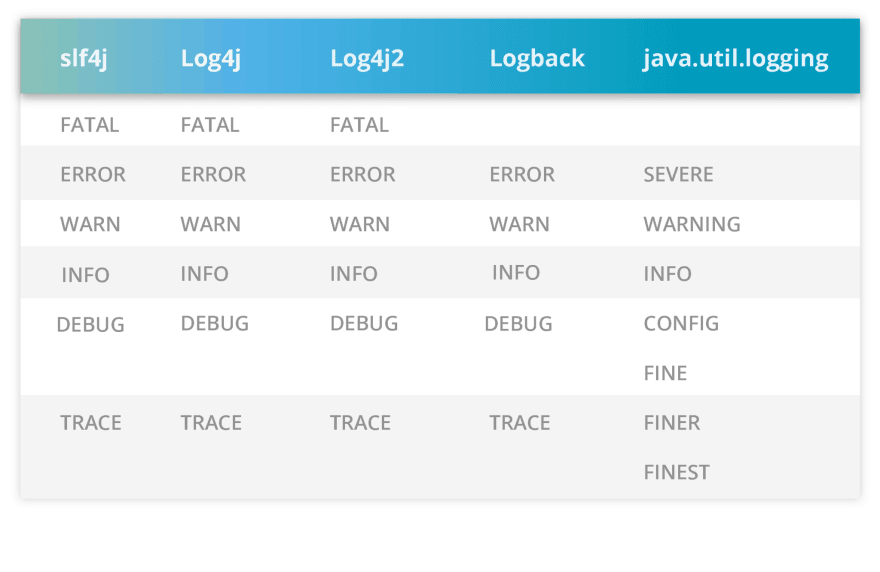 slf4j Log4j Log4j2 Logback java.util.logging
FATAL FATAL FATAL
ERROR ERROR ERROR ERROR SEVERE
WARN WARN WARN WARN WARNING
INFO INFO INFO INFO INFO
DEBUG DEBUG DEBUG DEBUG CONFIG
FINE
TRACE TRACE TRACE TRACE FINER
FINEST